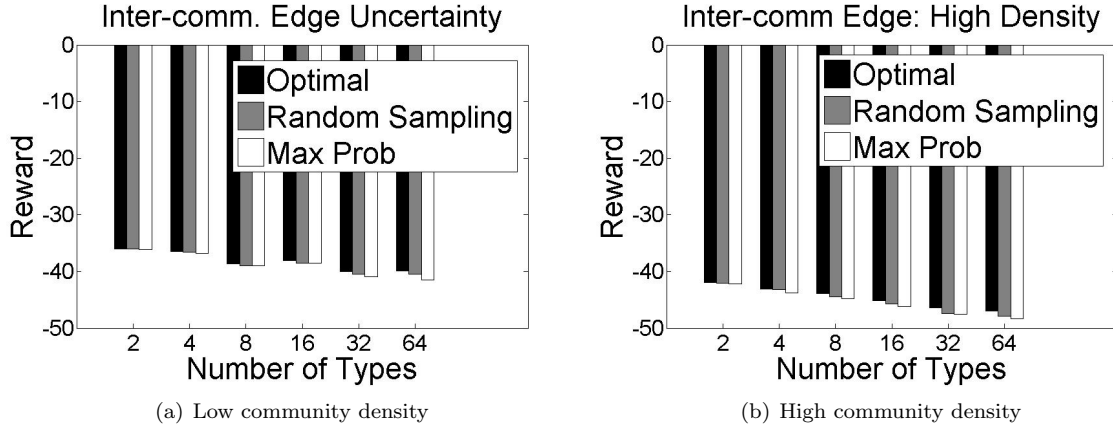 Inter-comm. Edge Uncertainty
0
-10
-20
-30
-40
-50
Reward
Optimal
Random Sampling
Max Prob
2 4 8 16 32 64
Number of Types
(a) Low community density
Inter-comm Edge: High Density
0
-10
-20
-30
-40
-50
Reward
Optimal
Random Sampling
Max Prob
2 4 8 16 32 64
Number of Types
(b) High community density